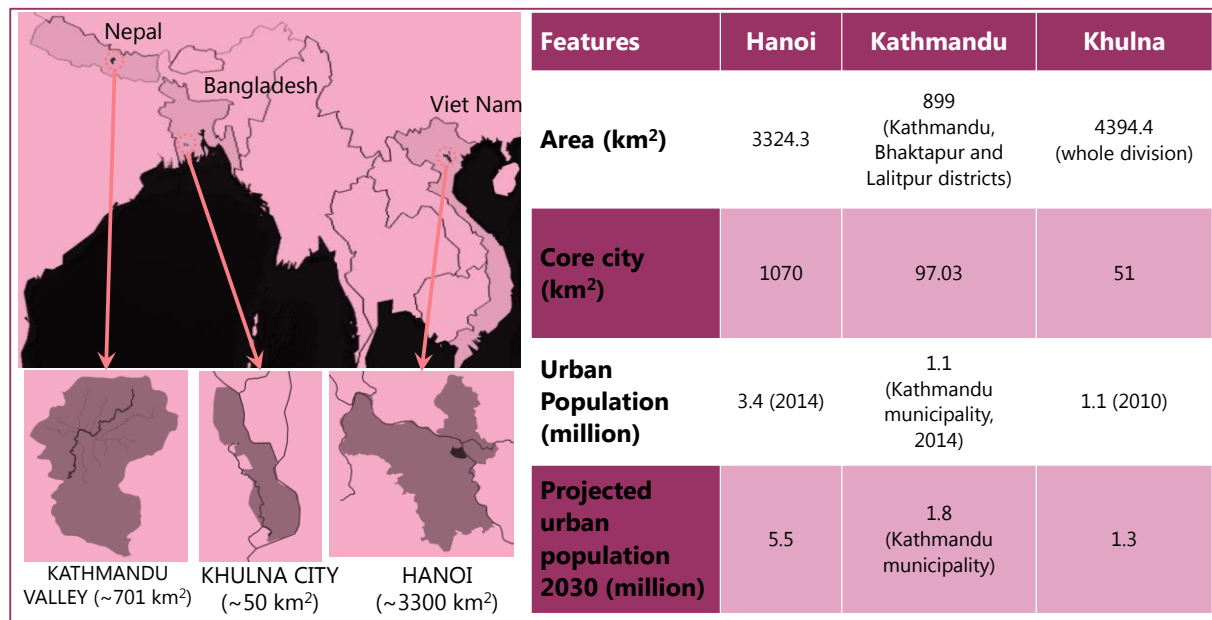 Nepal
Bangladesh
Viet Nam
KATHMANDU
VALLEY (~701 km²)
KHULNA CITY
(~50 km²)
HANOI
(~3300 km²)
Features Hanoi Kathmandu Khulna
Area (km²)
3324.3
899
(Kathmandu,
Bhaktapur and
Lalitpur districts)
4394.4
(whole division)
Core city
(km²)
1070
97.03
51
Urban
Population
(million)
3.4 (2014)
1.1
(Kathmandu
municipality,
2014)
1.1 (2010)
Projected
urban
population
2030 (million)
5.5
1.8
(Kathmandu
municipality)
1.3